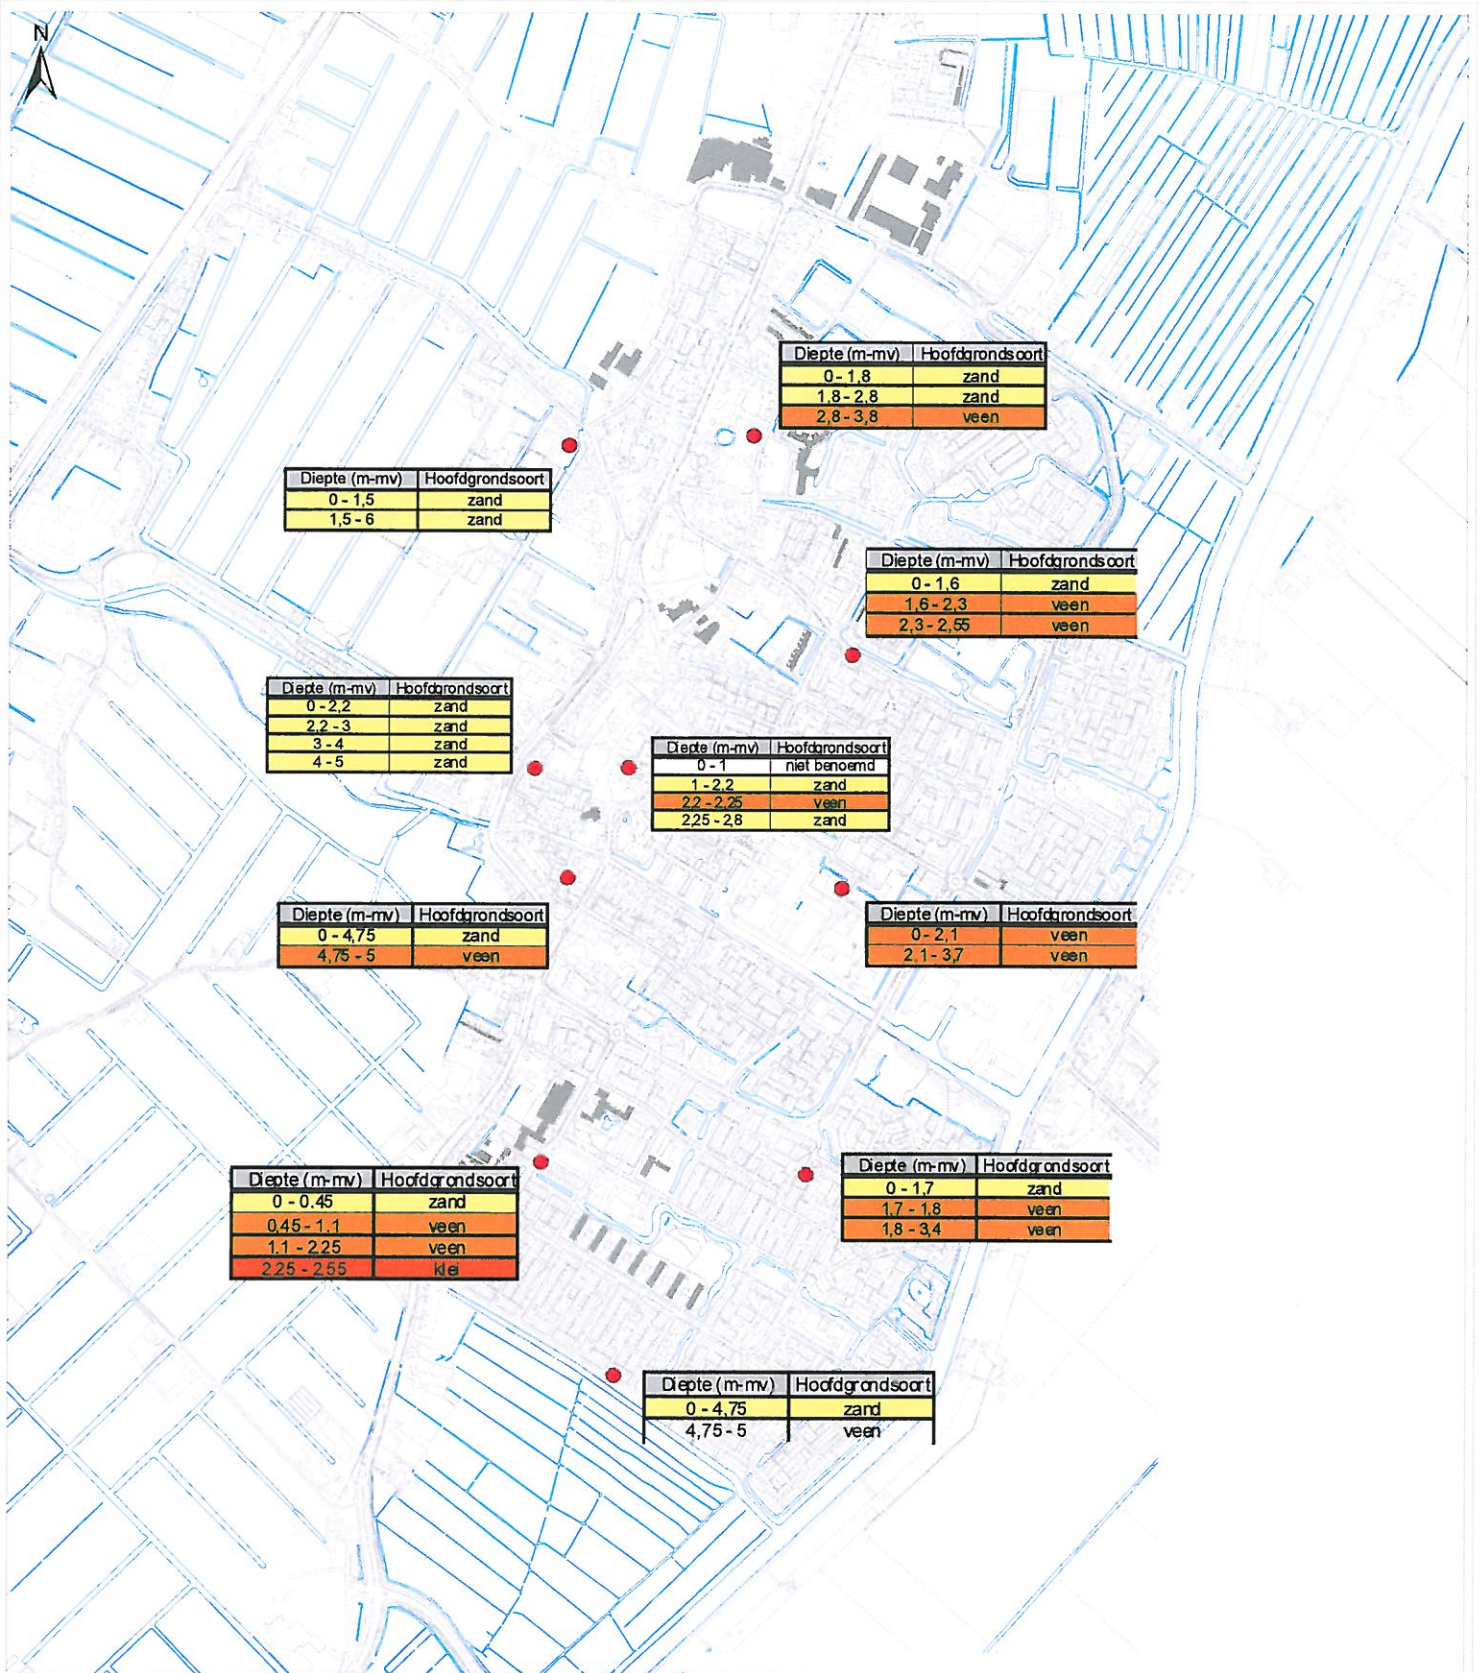 N
Diepte (m-mv) Hoofdgrondsoort
0 - 1,8 zand
1,8 - 2,8 zand
2,8 - 3,8 veen
Diepte (m-mv) Hoofdgrondsoort
0 - 1,5 zand
1,5 - 6 zand
Diepte (m-mv) Hoofdgrondsoort
0 - 1,6 zand
1,6 - 2,3 veen
2,3 - 2,55 veen
Diepte (m-mv) Hoofdgrondsoort
0 - 2,2 zand
2,2 - 3 zand
3 - 4 zand
4 - 5 zand
Diepte (m-mv) Hoofdgrondsoort
0 - 1 niet benoemd
1 - 2,2 zand
2,2 - 2,25 veen
2,25 - 2,8 zand
Diepte (m-mv) Hoofdgrondsoort
0 - 4,75 zand
4,75 - 5 veen
Diepte (m-mv) Hoofdgrondsoort
0 - 2,1 veen
2,1 - 3,7 veen
Diepte (m-mv) Hoofdgrondsoort
0 - 0,45 zand
0,45 - 1,1 veen
1,1 - 2,25 veen
2,25 - 2,55 klei
Diepte (m-mv) Hoofdgrondsoort
0 - 1,7 zand
1,7 - 1,8 veen
1,8 - 3,4 veen
Diepte (m-mv) Hoofdgrondsoort
0 - 4,75 zand
4,75 - 5 veen